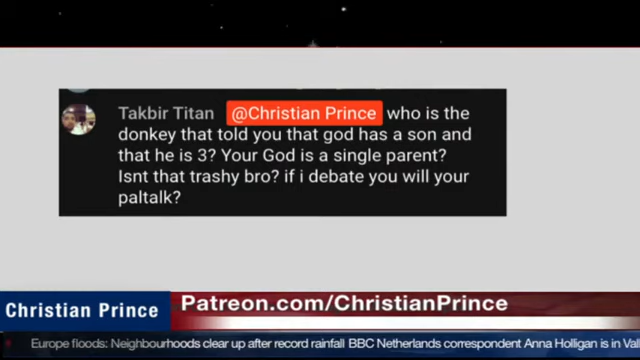 Takbir Titan @Christian Prince who is the
donkey that told you that god has a son and
that he is 3? Your God is a single parent?
Isnt that trashy bro? if i debate you will your
paltalk?
Christian Prince
Patreon.com/ChristianPrince
Europe floods: Neighbourhoods clear up after record rainfall BBC Netherlands correspondent Anna Holligan is in